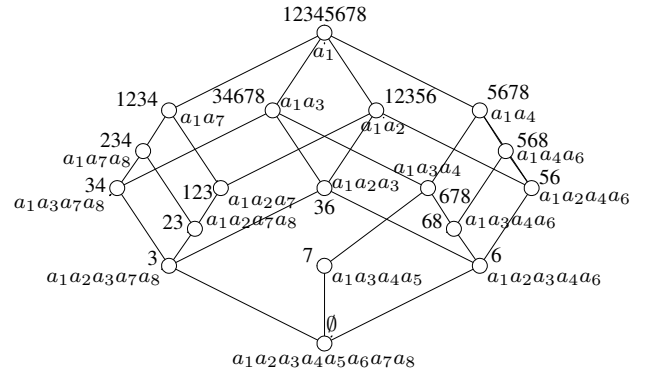 12345678
a₁
1234
a₁a₇
34678
a₁a₃
12356
a₁a₂
5678
a₁a₄
234
a₁a₇a₈
568
a₁a₄a₆
34
a₁a₃a₇a₈
123
a₁a₂a₇
36
a₁a₂a₃
678
a₁a₃a₄
56
a₁a₂a₄a₆
23
a₁a₂a₇a₈
68
a₁a₃a₄a₆
3
a₁a₂a₃a₇a₈
7
a₁a₃a₄a₅
6
a₁a₂a₃a₄a₆
∅
a₁a₂a₃a₄a₅a₆a₇a₈